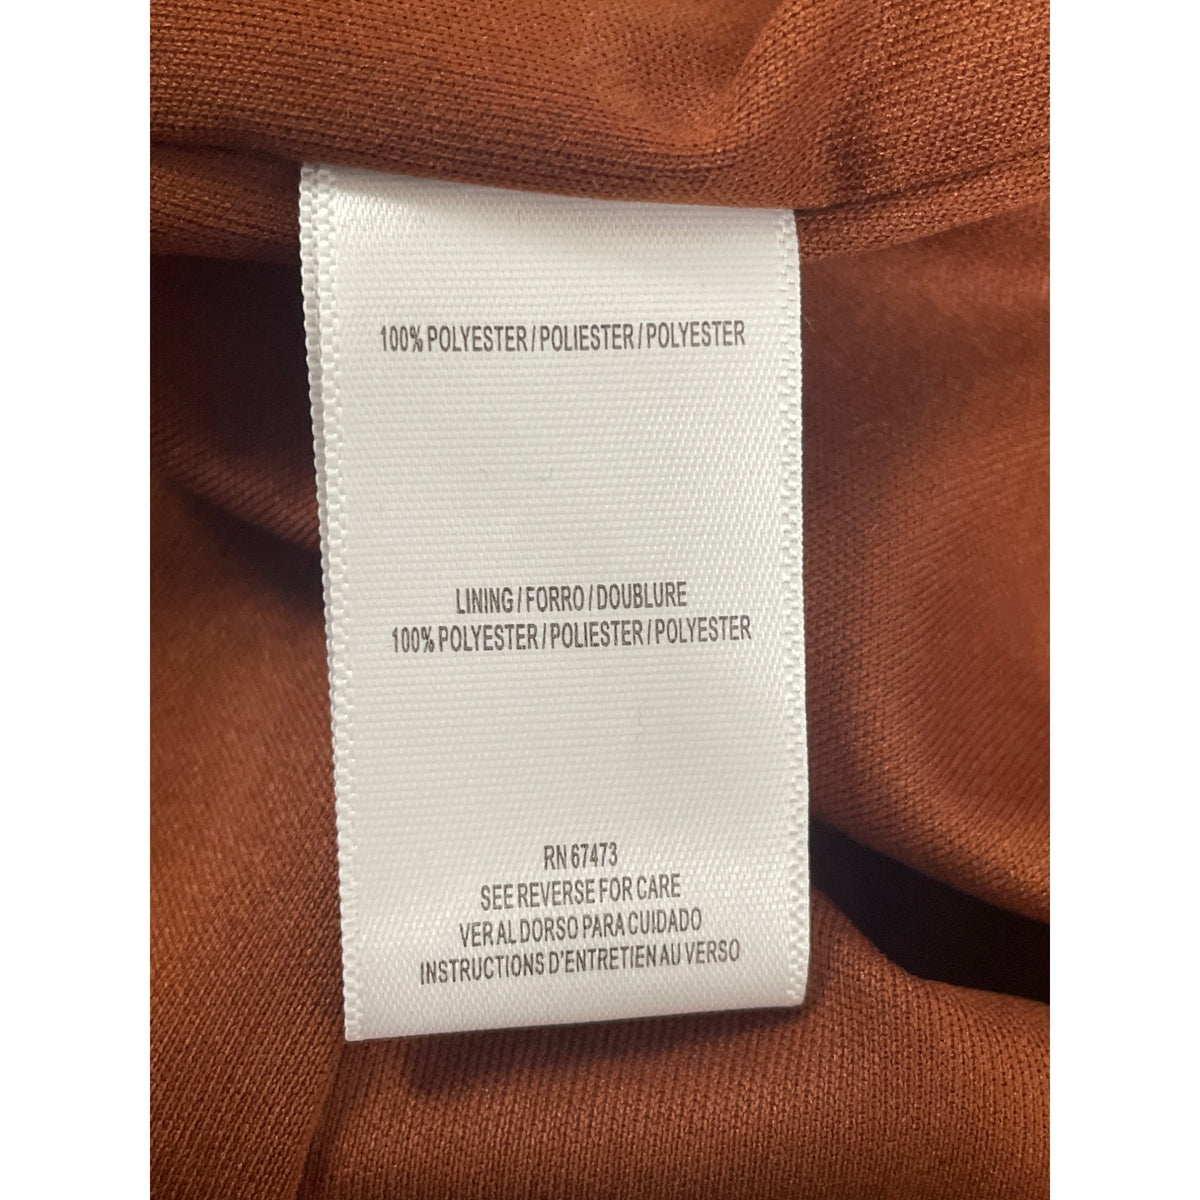 100% POLYESTER / POLIESTER / POLYESTER
LINING / FORRO / DOUBLURE
100% POLYESTER / POLIESTER / POLYESTER
RN 67473
SEE REVERSE FOR CARE
VER AL DORSO PARA CUIDADO
INSTRUCTIONS D'ENTRETIEN AU VERSO